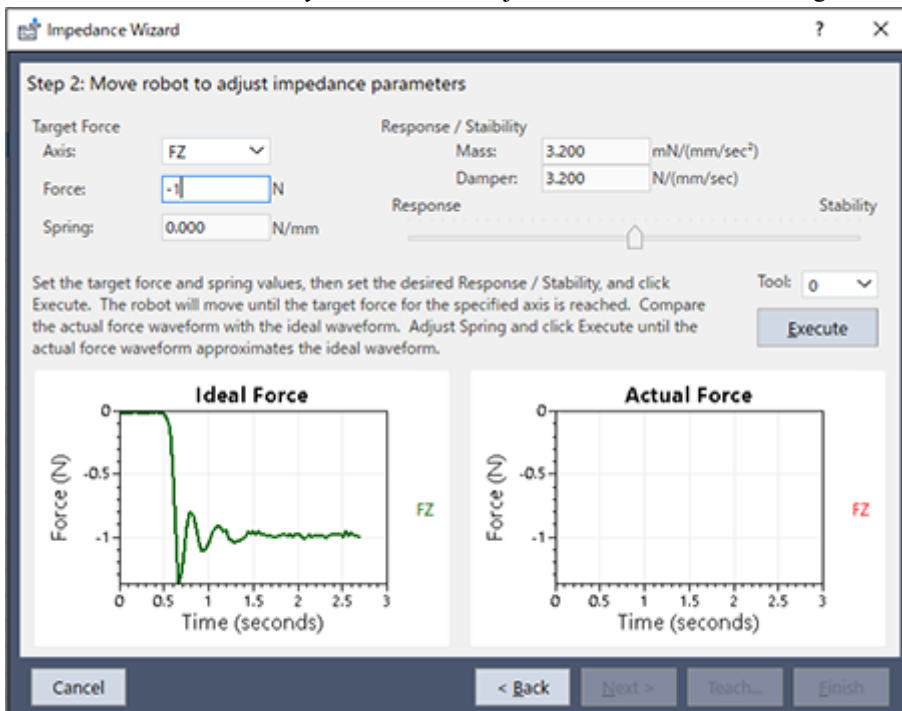 Impedance Wizard ? ×
Step 2: Move robot to adjust impedance parameters
Target Force
Axis: FZ
Force: -1 N
Spring: 0.000 N/mm
Response / Staibility
Mass: 3.200 mN/(mm/sec²)
Damper: 3.200 N/(mm/sec)
Response Stability
Set the target force and spring values, then set the desired Response / Stability, and click
Execute. The robot will move until the target force for the specified axis is reached. Compare
the actual force waveform with the ideal waveform. Adjust Spring and click Execute until the
actual force waveform approximates the ideal waveform.
Tool: 0
Execute
Ideal Force
Force (N)
0
-0.5
-1
0 0.5 1 1.5 2 2.5 3
Time (seconds)
FZ
Actual Force
Force (N)
0
-0.5
-1
0 0.5 1 1.5 2 2.5 3
Time (seconds)
FZ
Cancel < Back Next > Teach... Finish